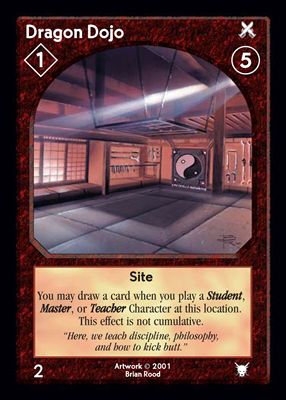 Dragon Dojo
1
5
Site
You may draw a card when you play a Student,
Master, or Teacher Character at this location.
This effect is not cumulative.
"Here, we teach discipline, philosophy,
and how to kick butt."
Artwork © 2001
Brian Rood
2